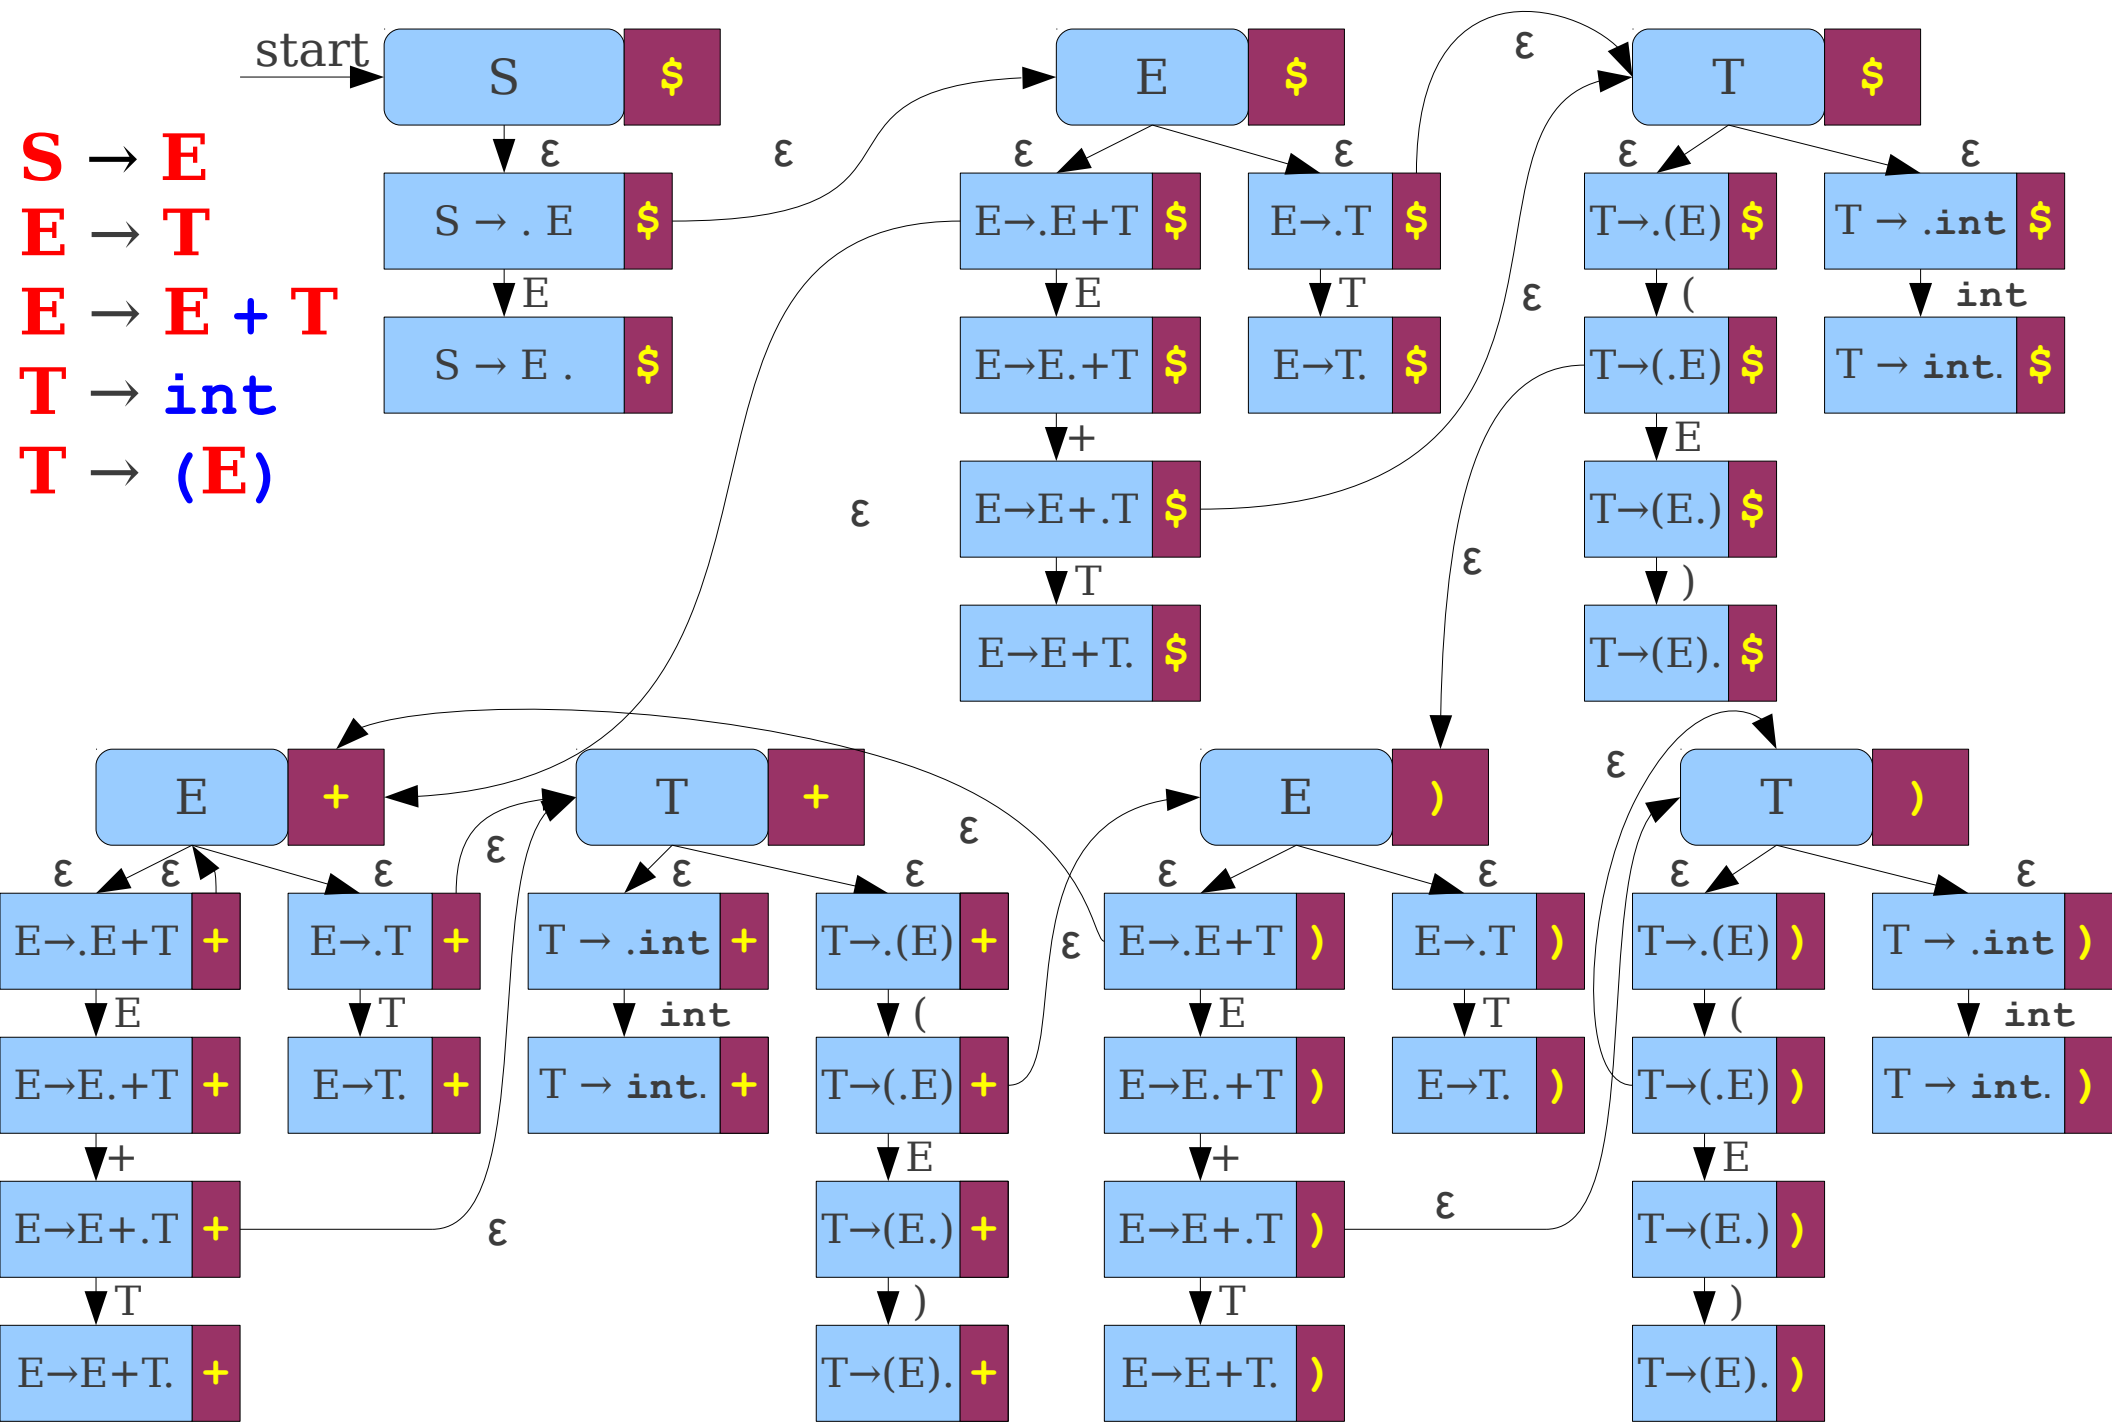 start
S $ E $ T $
S → E
E → T
E → E + T
T → int
T → (E)
ε
ε
ε
ε
ε
ε
ε
S → . E $ E→.E+T $ E→.T $ T→.(E) $ T → .int $
E E T ( int
ε
S → E . $ E→E.+T $ E→T. $ T→(.E) $ T → int. $
+ E
E→E+.T $ T→(E.) $
ε
ε
T )
E→E+T. $ T→(E). $
ε
E + T + E ) T )
ε
ε
ε ε ε ε ε ε ε ε ε
E→.E+T + E→.T + T → .int + T→.(E) + E→.E+T ) E→.T ) T→.(E) ) T → .int )
ε
E T int ( E T ( int
E→E.+T + E→T. + T → int. + T→(.E) + E→E.+T ) E→T. ) T→(.E) ) T → int. )
+ E + E
E→E+.T + T→(E.) + E→E+.T ) T→(E.) )
ε
ε
T ) T )
E→E+T. + T→(E). + E→E+T. ) T→(E). )